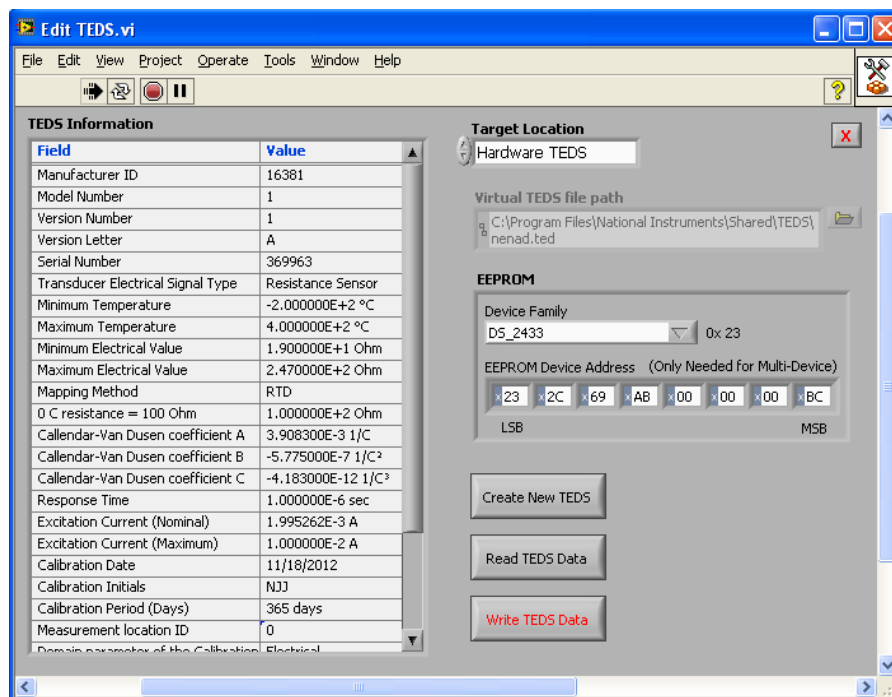 Edit TEDS.vi
File Edit View Project Operate Tools Window Help
TEDS Information
Field Value
Manufacturer ID 16381
Model Number 1
Version Number 1
Version Letter A
Serial Number 369963
Transducer Electrical Signal Type Resistance Sensor
Minimum Temperature -2.000000E+2 °C
Maximum Temperature 4.000000E+2 °C
Minimum Electrical Value 1.900000E+1 Ohm
Maximum Electrical Value 2.470000E+2 Ohm
Mapping Method RTD
0 C resistance = 100 Ohm 1.000000E+2 Ohm
Callendar-Van Dusen coefficient A 3.908300E-3 1/C
Callendar-Van Dusen coefficient B -5.775000E-7 1/C²
Callendar-Van Dusen coefficient C -4.183000E-12 1/C³
Response Time 1.000000E-6 sec
Excitation Current (Nominal) 1.995262E-3 A
Excitation Current (Maximum) 1.000000E-2 A
Calibration Date 11/18/2012
Calibration Initials NJJ
Calibration Period (Days) 365 days
Measurement location ID 0
Domain parameter of the Calibration Electrical
Target Location
X
Hardware TEDS
Virtual TEDS file path
C:\Program Files\National Instruments\Shared\TEDS\
nenad.ted
EEPROM
Device Family
DS_2433 0x 23
EEPROM Device Address (Only Needed for Multi-Device)
x 23 x 2C x 69 x AB x 00 x 00 x 00 x BC
LSB MSB
Create New TEDS
Read TEDS Data
Write TEDS Data